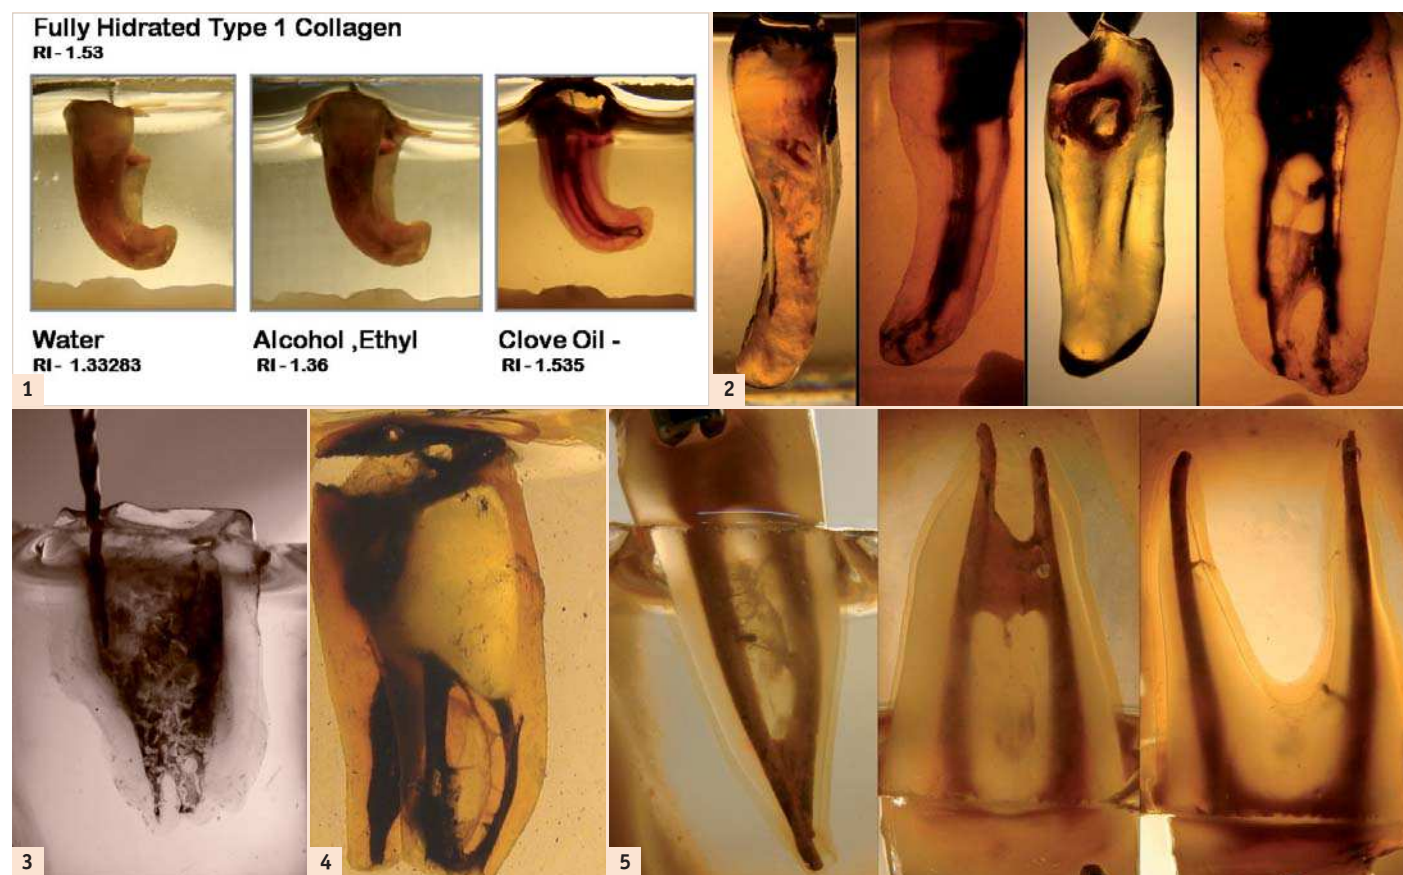 Fully Hidrated Type 1 Collagen
RI - 1.53
Water
RI - 1.33283
Alcohol ,Ethyl
RI - 1.36
Clove Oil -
RI - 1.535
1
2
3
4
5